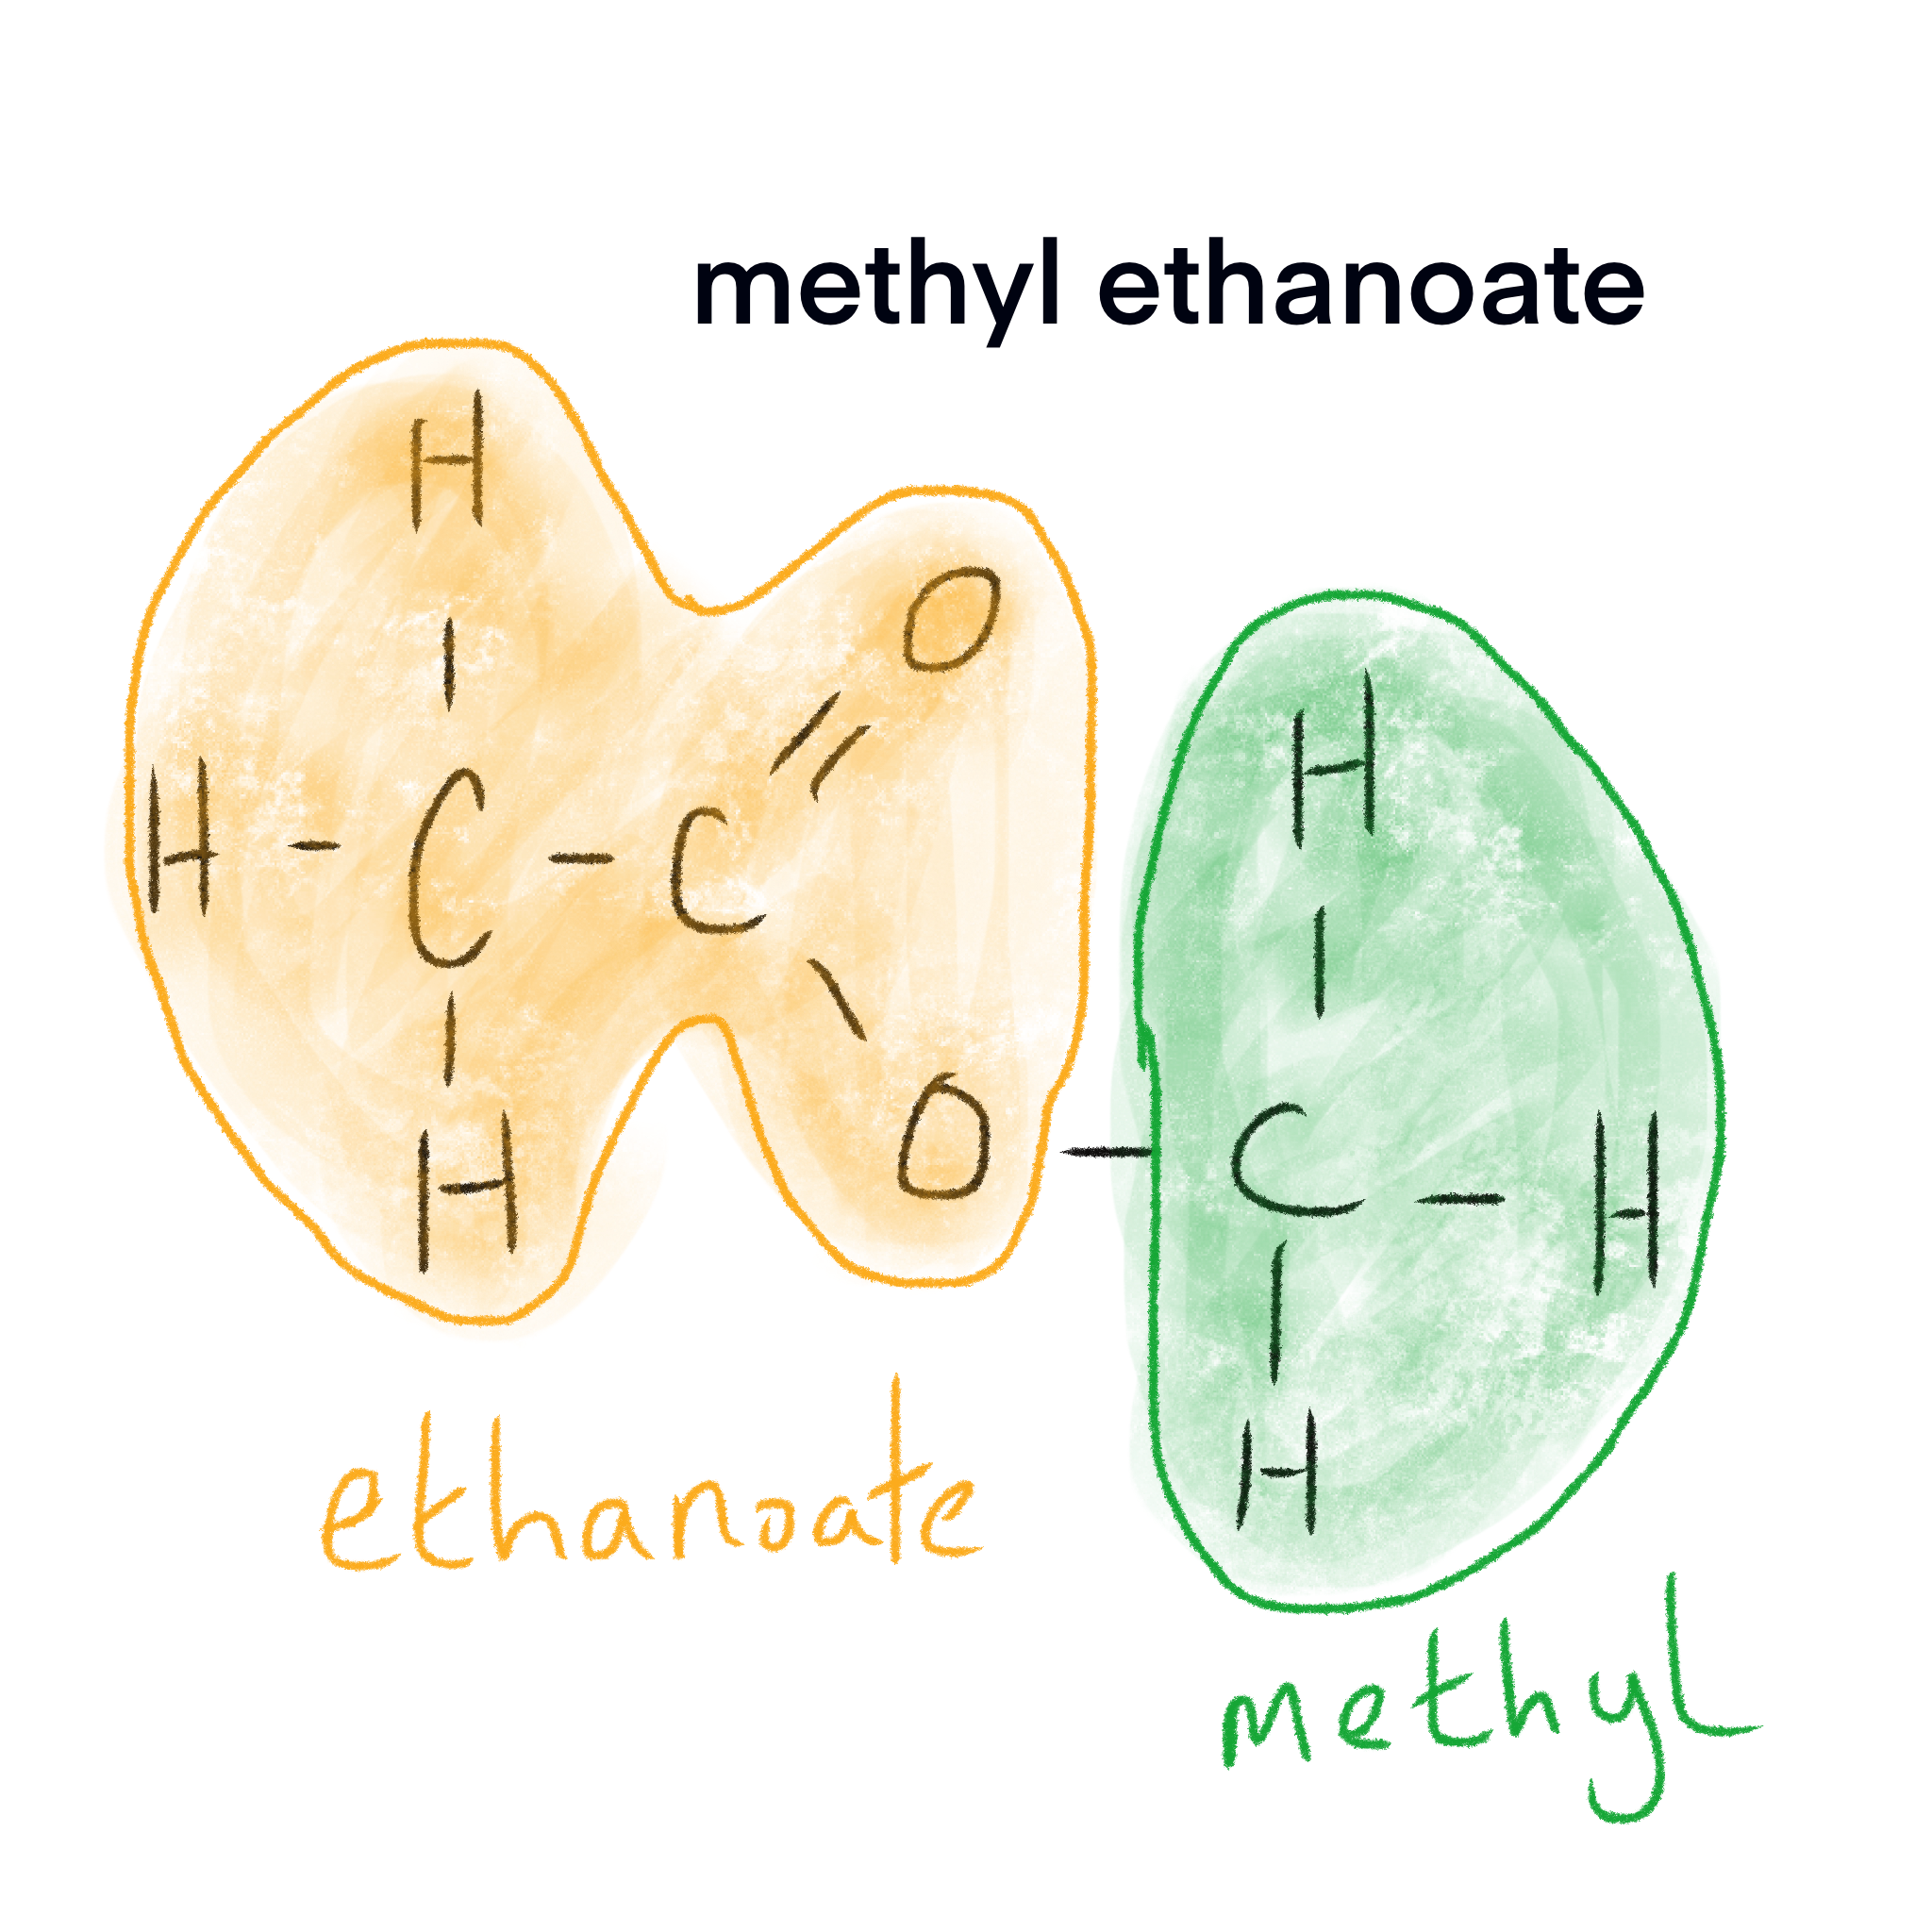 methyl ethanoate
H
O
H
H - C - C
H
O - C - H
H
H
ethanoate
methyl